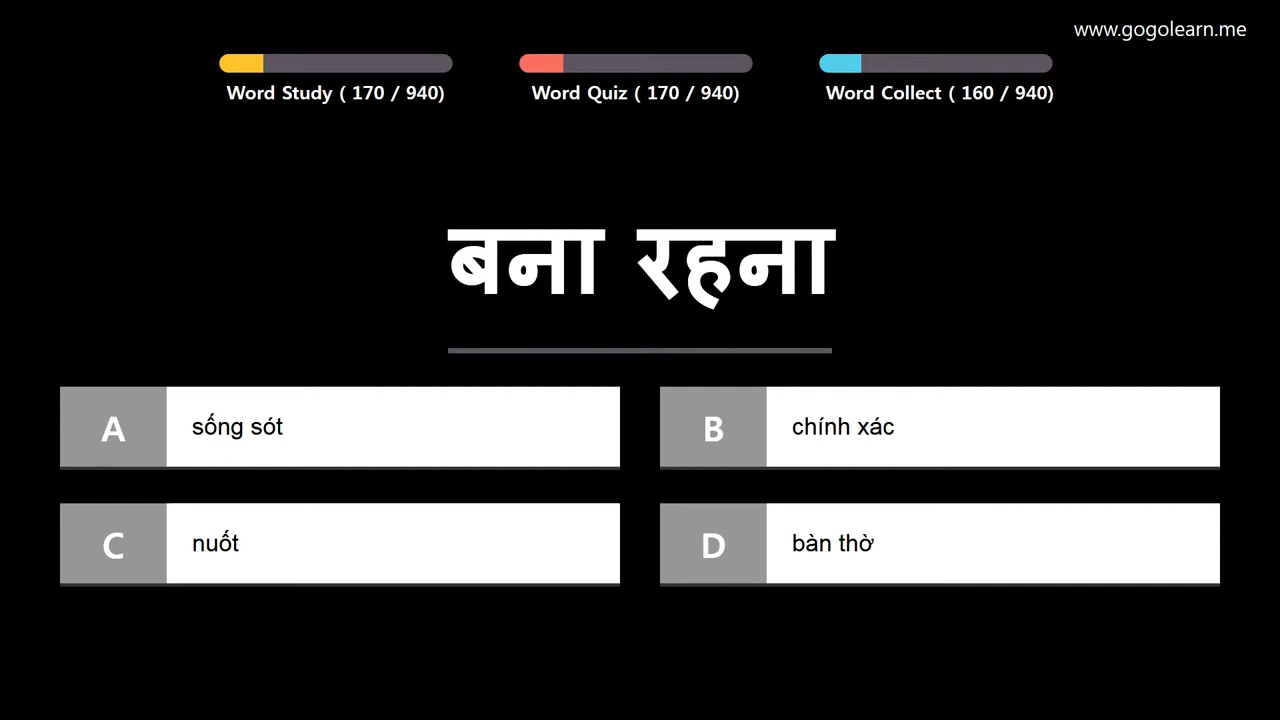 www.gogolearn.me
Word Study ( 170 / 940)
Word Quiz ( 170 / 940)
Word Collect ( 160 / 940)
बना रहना
A
sống sót
B
chính xác
C
nuốt
D
bàn thờ